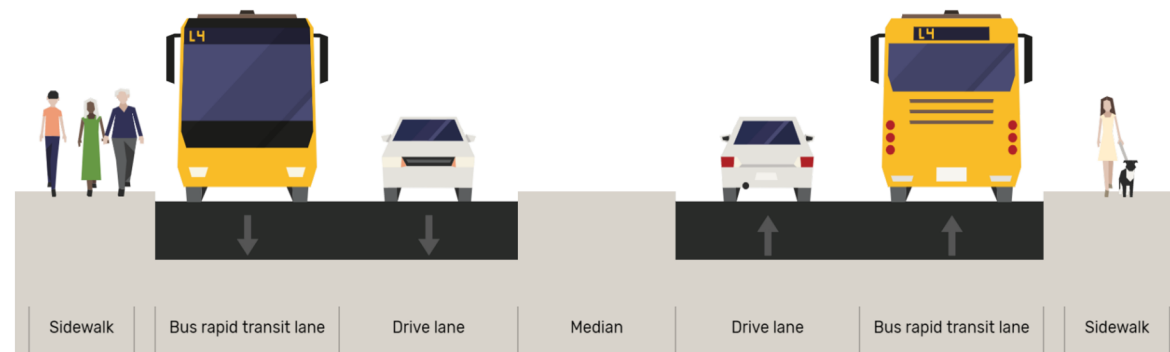 L4
L4
Sidewalk
Bus rapid transit lane
Drive lane
Median
Drive lane
Bus rapid transit lane
Sidewalk